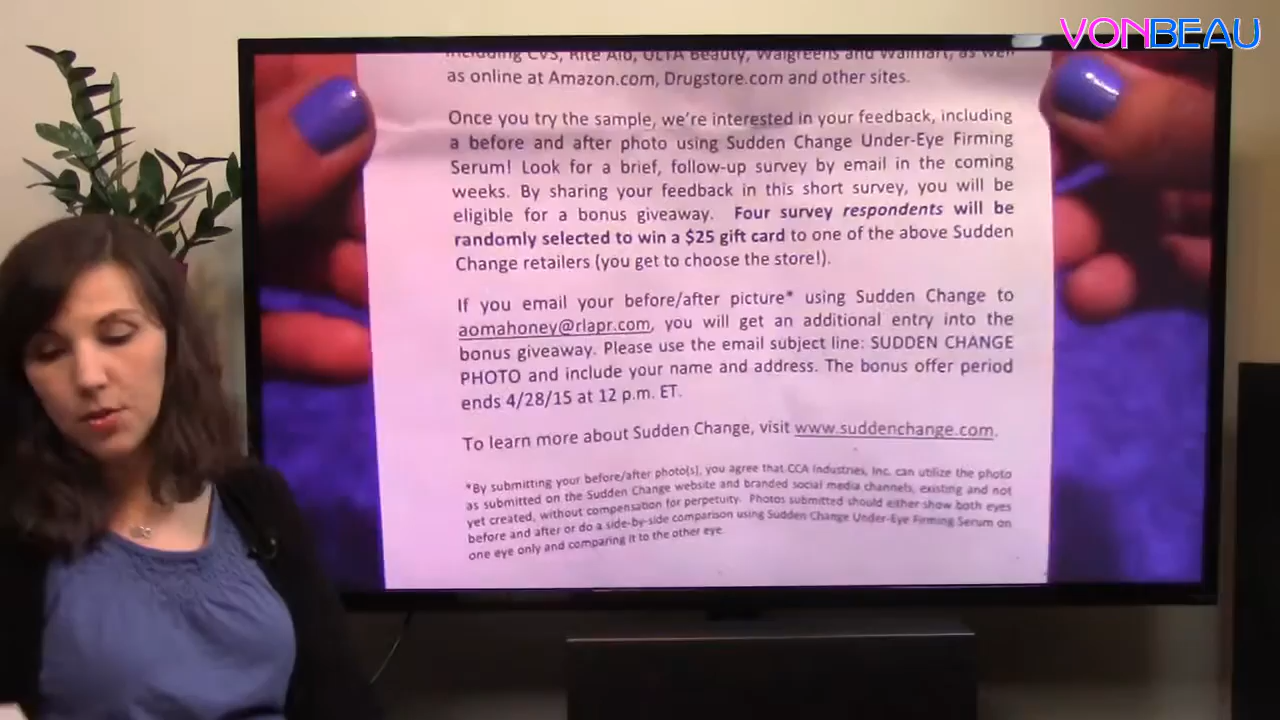 VONBEAU
including CVS, Rite Aid, ULTA Beauty, Walgreens and Walmart, as well
as online at Amazon.com, Drugstore.com and other sites.
Once you try the sample, we're interested in your feedback, including
a before and after photo using Sudden Change Under-Eye Firming
Serum! Look for a brief, follow-up survey by email in the coming
weeks. By sharing your feedback in this short survey, you will be
eligible for a bonus giveaway. Four survey respondents will be
randomly selected to win a $25 gift card to one of the above Sudden
Change retailers (you get to choose the store!).
If you email your before/after picture* using Sudden Change to
aomahoney@rlapr.com, you will get an additional entry into the
bonus giveaway. Please use the email subject line: SUDDEN CHANGE
PHOTO and include your name and address. The bonus offer period
ends 4/28/15 at 12 p.m. ET.
To learn more about Sudden Change, visit www.suddenchange.com.
*By submitting your before/after photo(s), you agree that CCA Industries, Inc. can utilize the photo
as submitted on the Sudden Change website and branded social media channels, existing and not
yet created, without compensation for perpetuity. Photos submitted should either show both eyes
before and after or do a side-by-side comparison using Sudden Change Under-Eye Firming Serum on
one eye only and comparing it to the other eye.